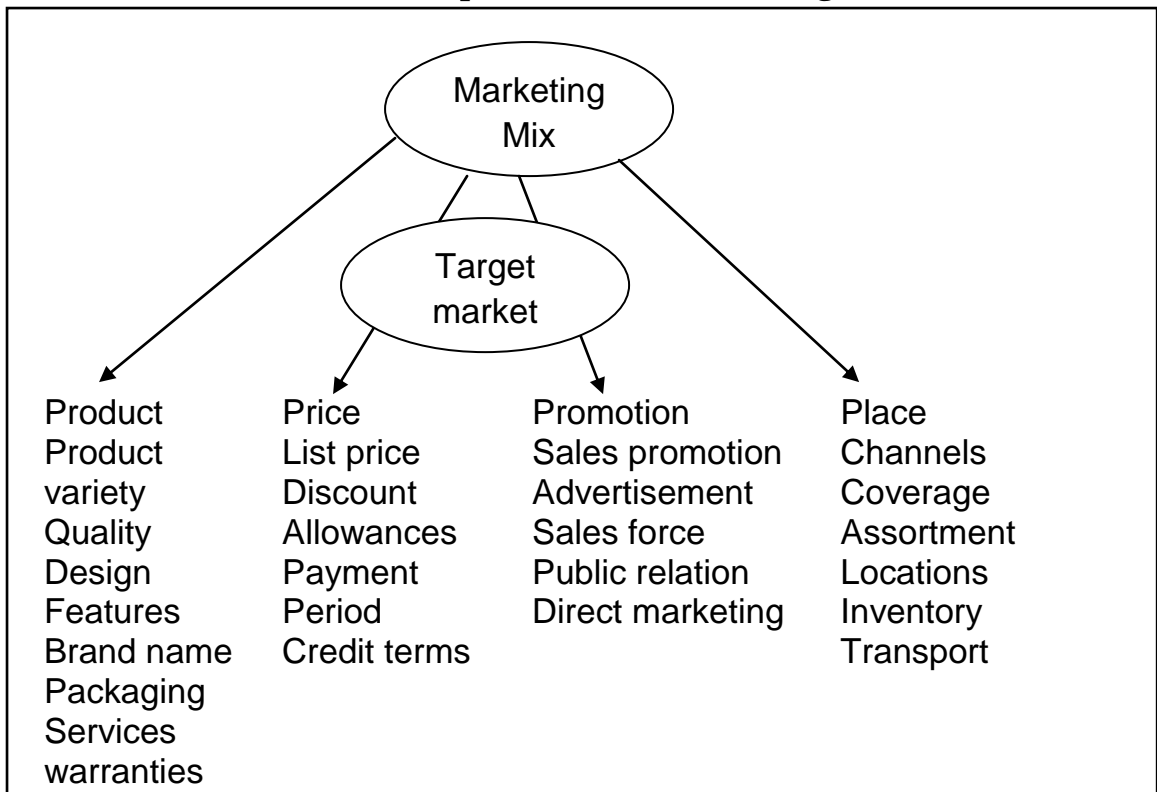 Marketing
Mix
Target
market
Product
Product
variety
Quality
Design
Features
Brand name
Packaging
Services
warranties
Price
List price
Discount
Allowances
Payment
Period
Credit terms
Promotion
Sales promotion
Advertisement
Sales force
Public relation
Direct marketing
Place
Channels
Coverage
Assortment
Locations
Inventory
Transport